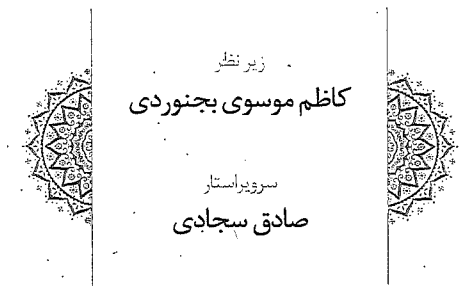 زیر نظر
کاظم موسوی بجنوردی
سرویراستار
صادق سجادی